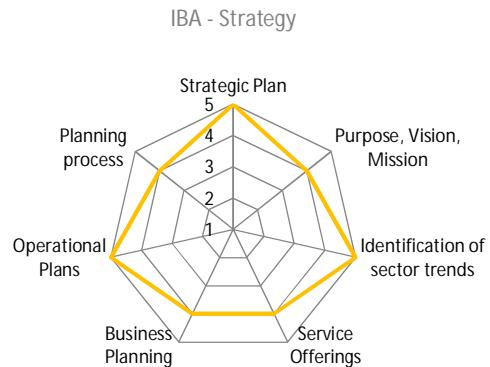 IBA - Strategy
Strategic Plan
5
4
3
2
1
Purpose, Vision,
Mission
Identification of
sector trends
Service
Offerings
Business
Planning
Operational
Plans
Planning
process